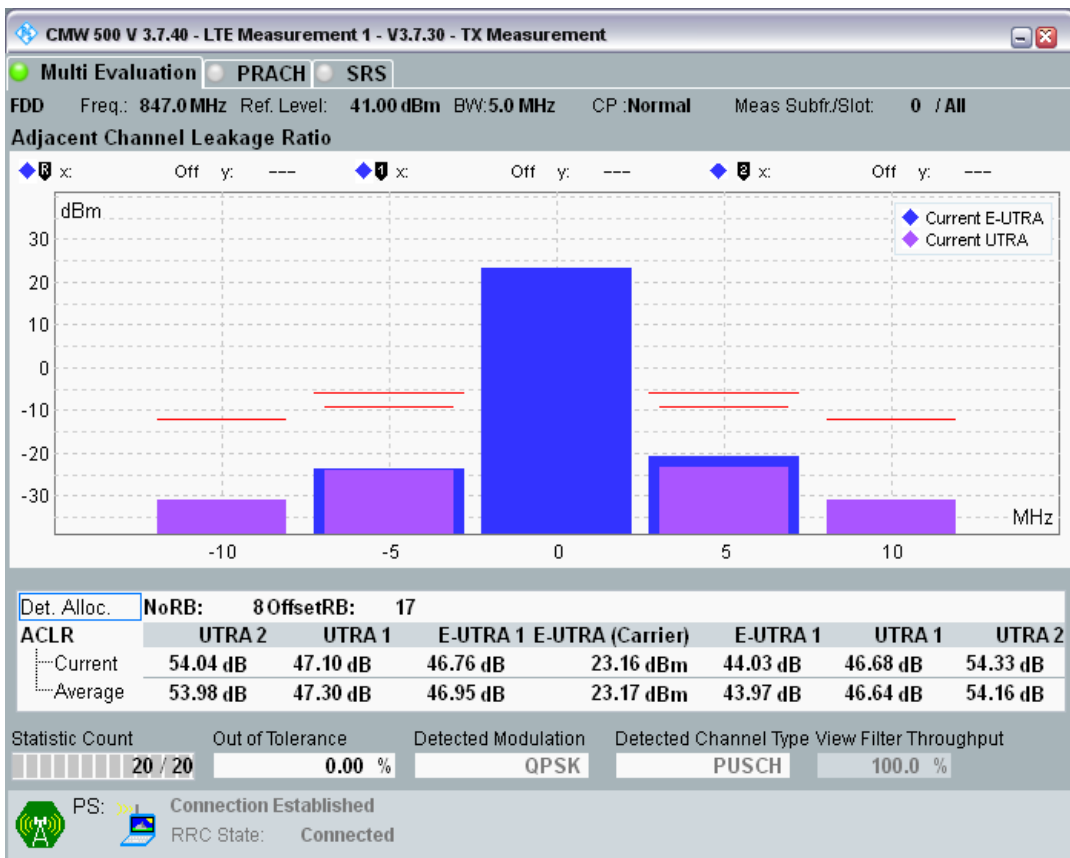 CMW 500 V 3.7.40 - LTE Measurement 1 - V3.7.30 - TX Measurement
Multi Evaluation PRACH SRS
FDD Freq.: 847.0 MHz Ref. Level: 41.00 dBm BW:5.0 MHz CP :Normal Meas Subfr./Slot: 0 / All
Adjacent Channel Leakage Ratio
R x: Off y: --- 1 x: Off y: --- 2 x: Off y: ---
dBm
Current E-UTRA
Current UTRA
30
20
10
0
-10
-20
-30
MHz
-10 -5 0 5 10
Det. Alloc. NoRB: 8 OffsetRB: 17
ACLR UTRA 2 UTRA 1 E-UTRA 1 E-UTRA (Carrier) E-UTRA 1 UTRA 1 UTRA 2
Current 54.04 dB 47.10 dB 46.76 dB 23.16 dBm 44.03 dB 46.68 dB 54.33 dB
Average 53.98 dB 47.30 dB 46.95 dB 23.17 dBm 43.97 dB 46.64 dB 54.16 dB
Statistic Count Out of Tolerance Detected Modulation Detected Channel Type View Filter Throughput
20 / 20 0.00 % QPSK PUSCH 100.0 %
PS: Connection Established
RRC State: Connected